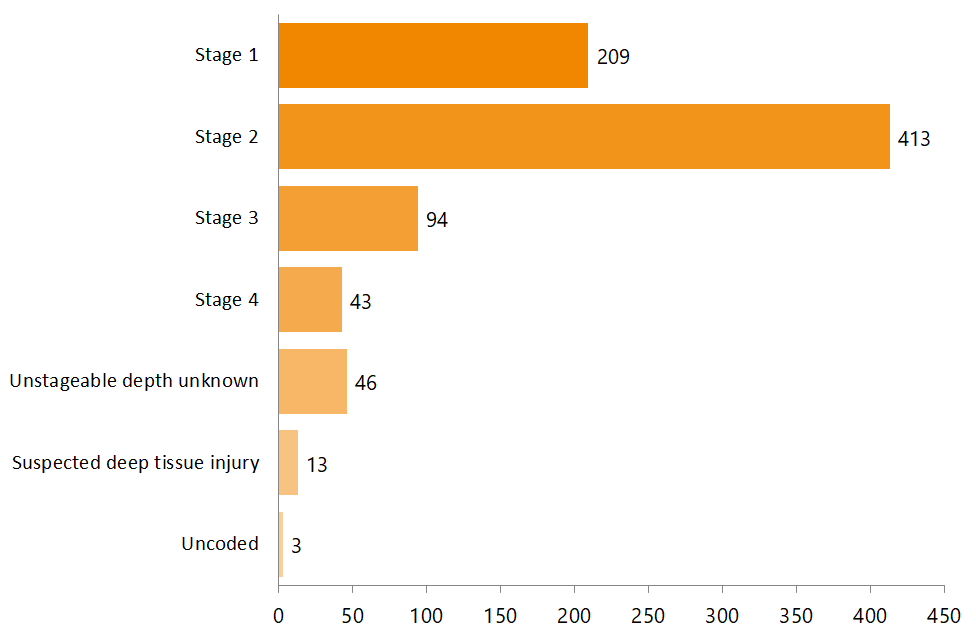 Stage 1
209
Stage 2
413
Stage 3
94
Stage 4
43
Unstageable depth unknown
46
Suspected deep tissue injury
13
Uncoded
3
0 50 100 150 200 250 300 350 400 450